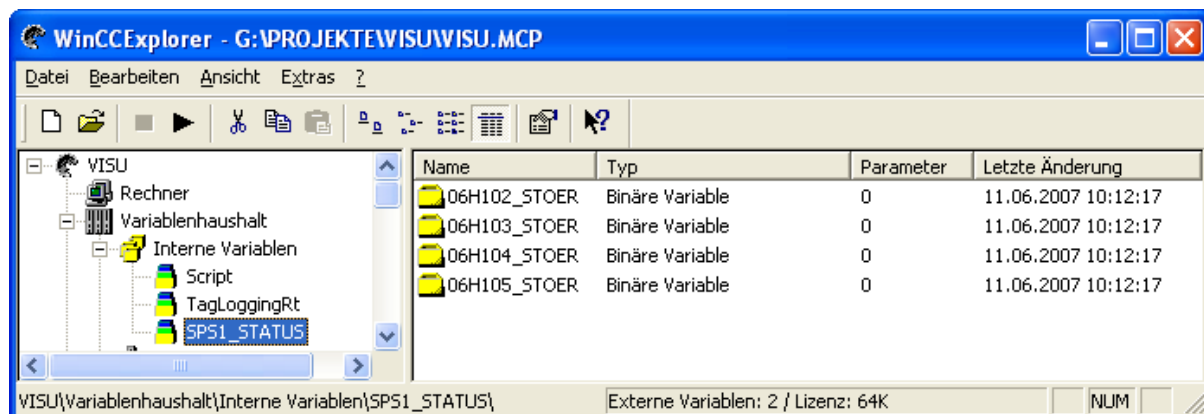 WinCCExplorer - G:\PROJEKTE\VISU\VISU.MCP
Datei Bearbeiten Ansicht Extras ?
VISU
Rechner
Variablenhaushalt
Interne Variablen
Script
TagLoggingRt
SPS1_STATUS
Name Typ Parameter Letzte Änderung
06H102_STOER Binäre Variable 0 11.06.2007 10:12:17
06H103_STOER Binäre Variable 0 11.06.2007 10:12:17
06H104_STOER Binäre Variable 0 11.06.2007 10:12:17
06H105_STOER Binäre Variable 0 11.06.2007 10:12:17
VISU\Variablenhaushalt\Interne Variablen\SPS1_STATUS\ Externe Variablen: 2 / Lizenz: 64K NUM